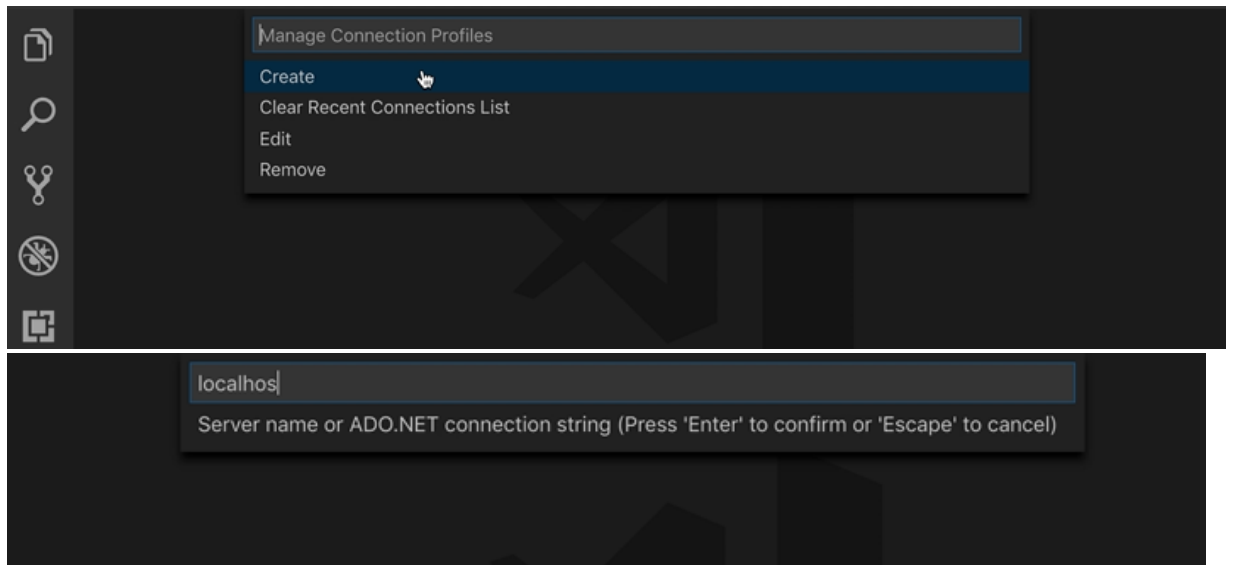 Manage Connection Profiles
Create
Clear Recent Connections List
Edit
Remove
localhos
Server name or ADO.NET connection string (Press 'Enter' to confirm or 'Escape' to cancel)